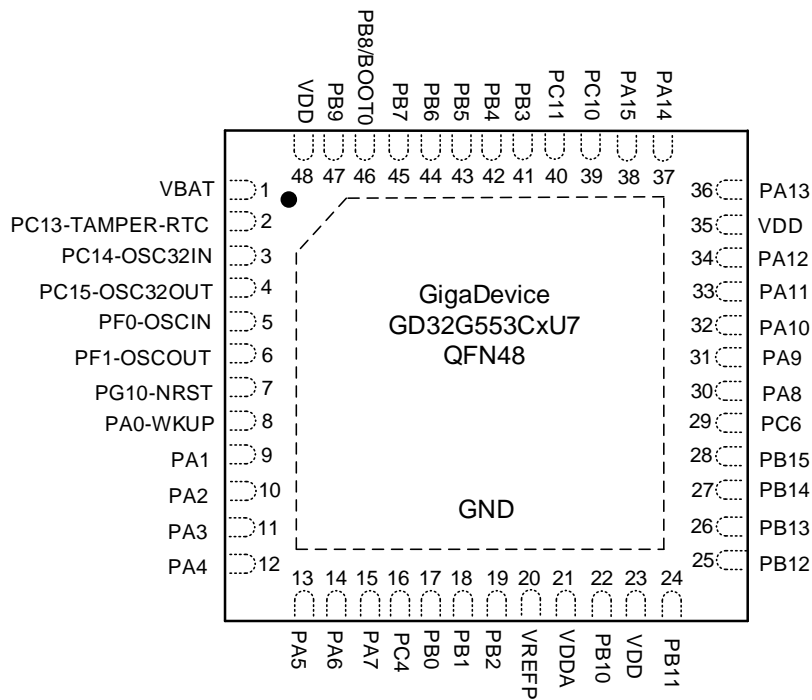 VDD
PB9
PB8/BOOT0
PB7
PB6
PB5
PB4
PB3
PC11
PC10
PA15
PA14
48
47
46
45
44
43
42
41
40
39
38
37
VBAT
1
PC13-TAMPER-RTC
2
PC14-OSC32IN
3
PC15-OSC32OUT
4
PF0-OSCIN
5
PF1-OSCOUT
6
PG10-NRST
7
PA0-WKUP
8
PA1
9
PA2
10
PA3
11
PA4
12
GigaDevice
GD32G553CxU7
QFN48
GND
36
PA13
35
VDD
34
PA12
33
PA11
32
PA10
31
PA9
30
PA8
29
PC6
28
PB15
27
PB14
26
PB13
25
PB12
13
14
15
16
17
18
19
20
21
22
23
24
PA5
PA6
PA7
PC4
PB0
PB1
PB2
VREFP
VDDA
PB10
VDD
PB11